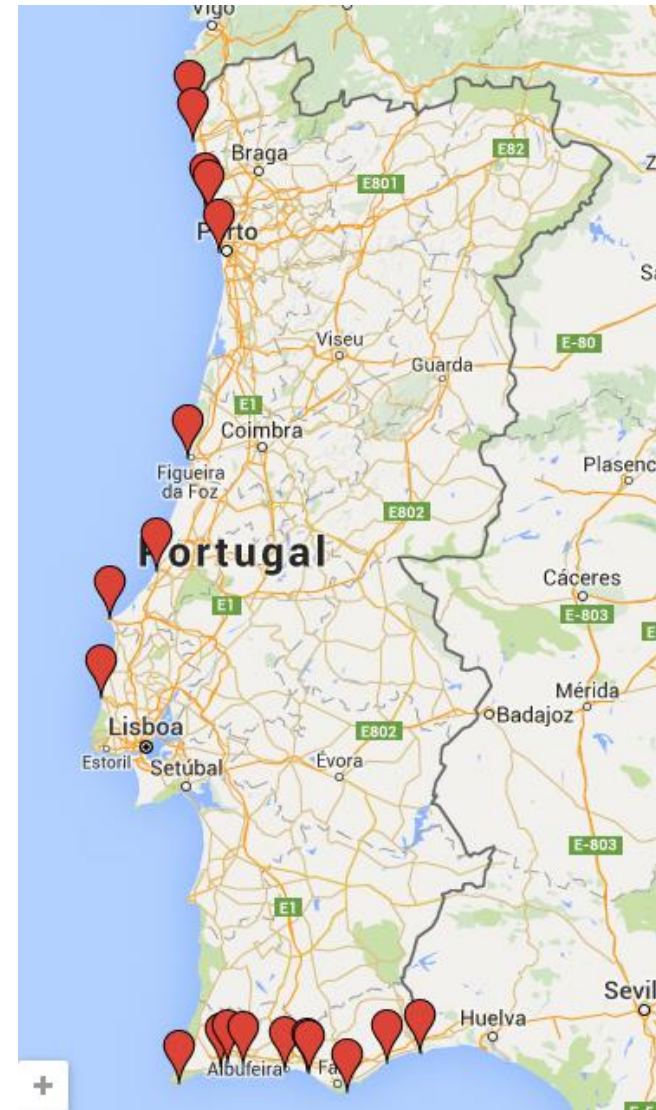 Vigo
Braga
E82
E801
Z
P rto
Sa
Viseu
E-80
Guarda
E1
Coimbra
Plasenc
Figueira
da Foz
E802
Portugal
Cáceres
E1
E-803
E
Mérida
Lisboa
Badajoz
E802
Estoril
Setúbal
Évora
E-803
E1
Sevil
Huelva
Albufeira
Fa
+